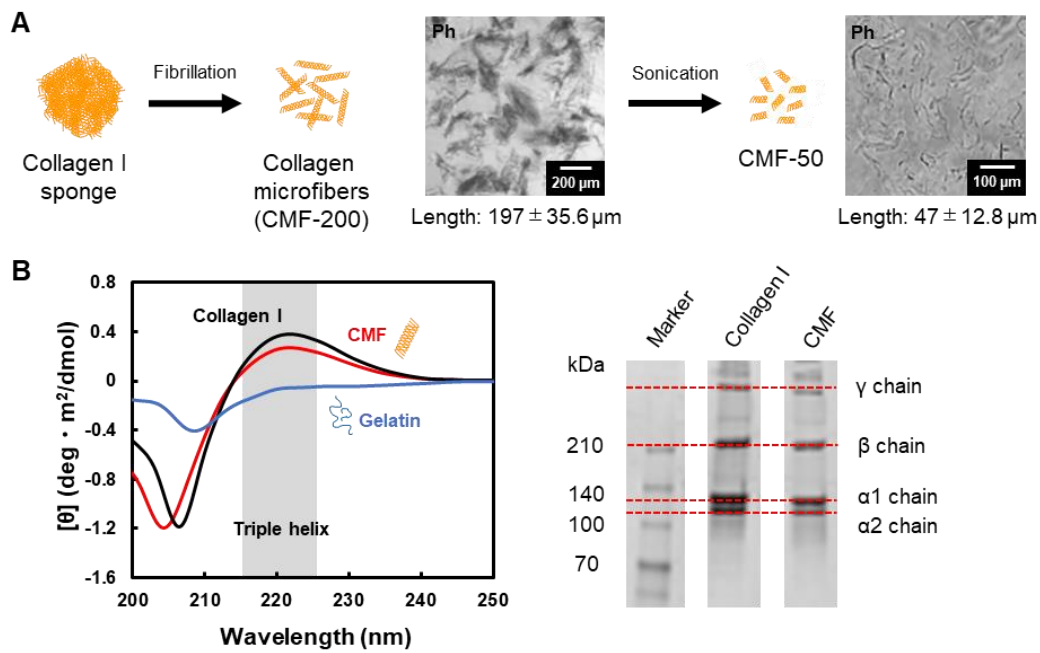 A
Collagen I
sponge
Fibrillation
Collagen
microfibers
(CMF-200)
Ph
200 µm
Length: 197 ± 35.6 µm
Sonication
CMF-50
Ph
100 µm
Length: 47 ± 12.8 µm
B
[θ] (deg・m²/dmol)
0.8
0.4
0
-0.4
-0.8
-1.2
-1.6
Collagen I
CMF
Gelatin
Triple helix
200 210 220 230 240 250
Wavelength (nm)
Marker
Collagen I
CMF
kDa
210
140
100
70
γ chain
β chain
α1 chain
α2 chain